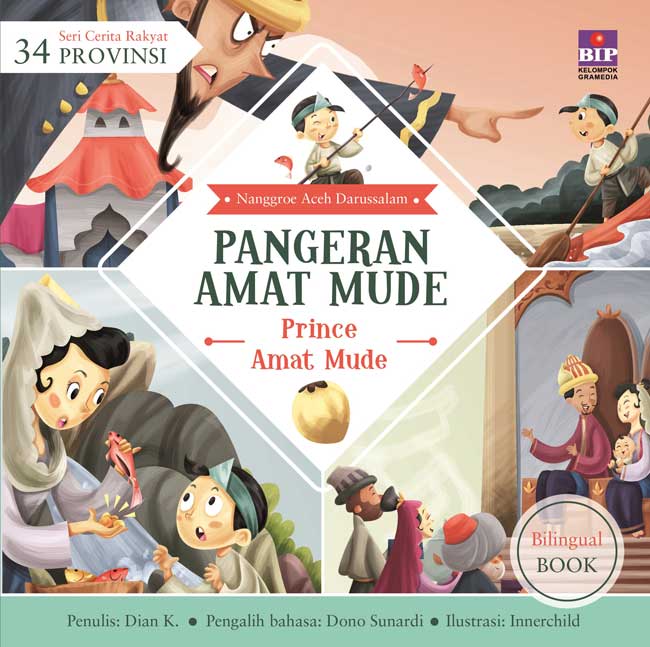 Seri Cerita Rakyat
34 PROVINSI
BIP
KELOMPOK
GRAMEDIA
Nanggroe Aceh Darussalam
PANGERAN
AMAT MUDE
Prince
Amat Mude
Bilingual
BOOK
Penulis: Dian K. • Pengalih bahasa: Dono Sunardi • Ilustrasi: Innerchild